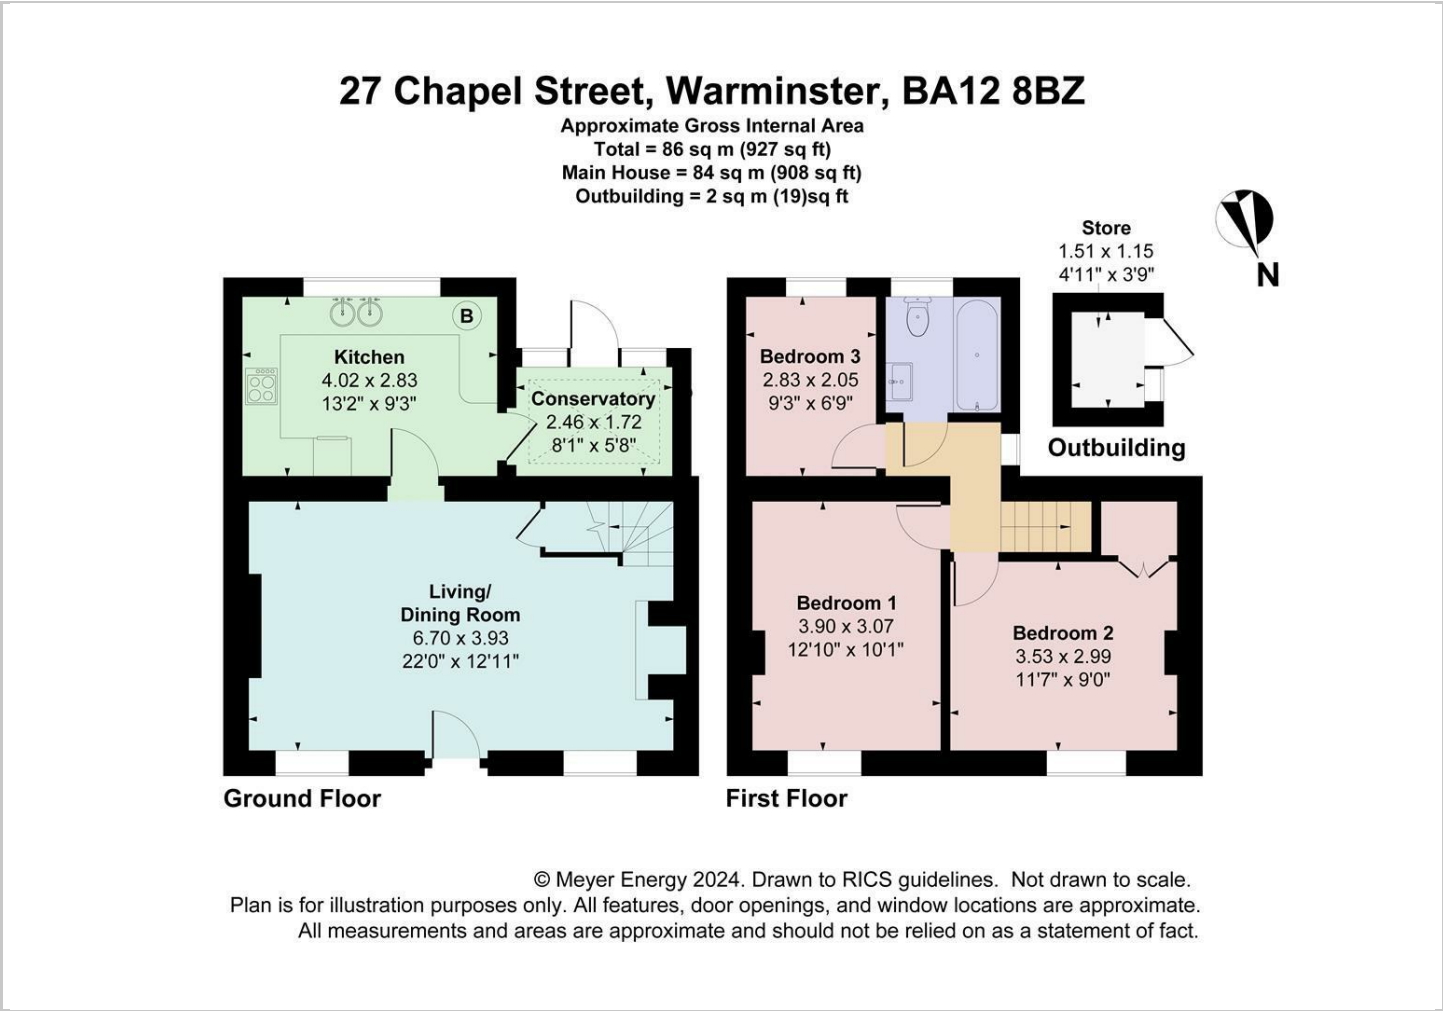 27 Chapel Street, Warminster, BA12 8BZ
Approximate Gross Internal Area
Total = 86 sq m (927 sq ft)
Main House = 84 sq m (908 sq ft)
Outbuilding = 2 sq m (19)sq ft
N
Store
1.51 x 1.15
4'11" x 3'9"
Outbuilding
B
Kitchen
4.02 x 2.83
13'2" x 9'3"
Conservatory
2.46 x 1.72
8'1" x 5'8"
Living/
Dining Room
6.70 x 3.93
22'0" x 12'11"
Ground Floor
Bedroom 3
2.83 x 2.05
9'3" x 6'9"
Bedroom 1
3.90 x 3.07
12'10" x 10'1"
Bedroom 2
3.53 x 2.99
11'7" x 9'0"
First Floor
© Meyer Energy 2024. Drawn to RICS guidelines. Not drawn to scale.
Plan is for illustration purposes only. All features, door openings, and window locations are approximate.
All measurements and areas are approximate and should not be relied on as a statement of fact.